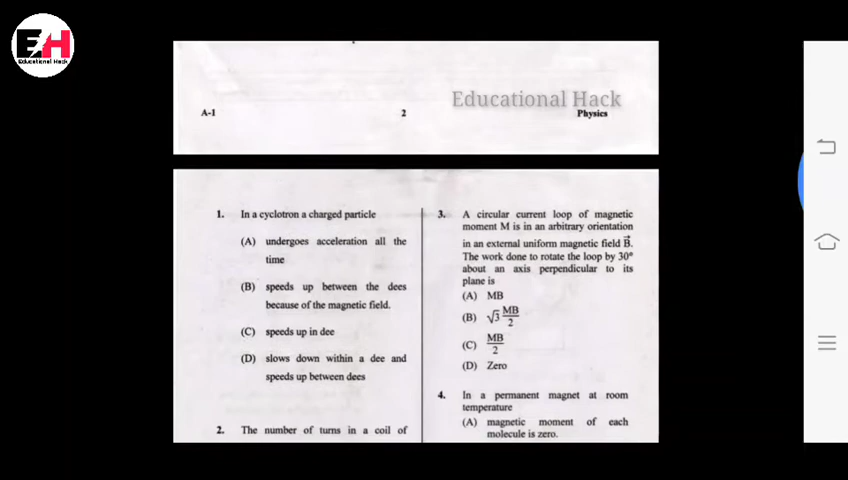 EH
Educational Hack
Educational Hack
A-1 2 Physics
1. In a cyclotron a charged particle
(A) undergoes acceleration all the
time
(B) speeds up between the dees
because of the magnetic field.
(C) speeds up in dee
(D) slows down within a dee and
speeds up between dees
2. The number of turns in a coil of
3. A circular current loop of magnetic
moment M is in an arbitrary orientation
in an external uniform magnetic field B⃗.
The work done to rotate the loop by 30°
about an axis perpendicular to its
plane is
(A) MB
(B) √3 MB/2
(C) MB/2
(D) Zero
4. In a permanent magnet at room
temperature
(A) magnetic moment of each
molecule is zero.